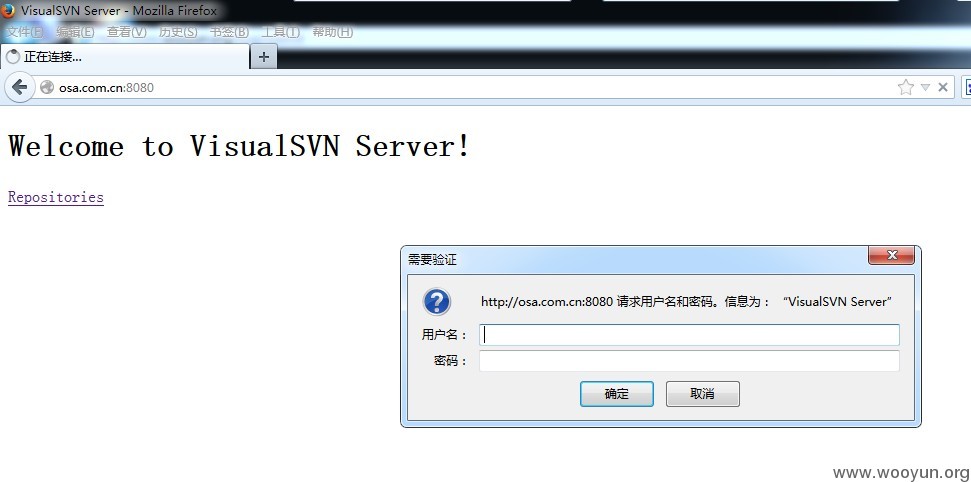 VisualSVN Server - Mozilla Firefox
文件(F) 编辑(E) 查看(V) 历史(S) 书签(B) 工具(T) 帮助(H)
正在连接...
osa.com.cn:8080
Welcome to VisualSVN Server!
Repositories
需要验证
http://osa.com.cn:8080 请求用户名和密码。信息为： “VisualSVN Server”
用户名：
密码：
确定 取消
www.wooyun.org